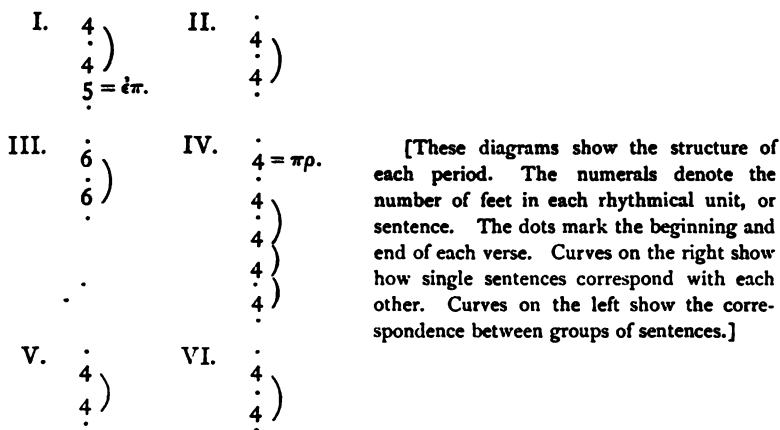 I. 4
4
5 = ἐπ.
II. 4
4
III. 6
6
IV. 4 = πρ.
4
4
4
4
[These diagrams show the structure of
each period. The numerals denote the
number of feet in each rhythmical unit, or
sentence. The dots mark the beginning and
end of each verse. Curves on the right show
how single sentences correspond with each
other. Curves on the left show the corre-
spondence between groups of sentences.]
V. 4
4
VI. 4
4